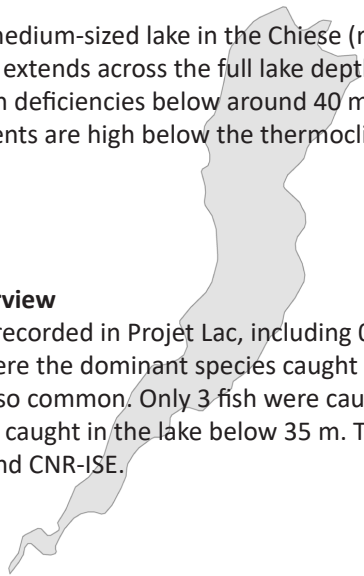 medium-sized lake in the Chiese (
extends across the full lake dept
deficiencies below around 40 m
ents are high below the thermocli
rview
recorded in Projet Lac, including
ere the dominant species caught
so common. Only 3 fish were cau
caught in the lake below 35 m. T
nd CNR-ISE.